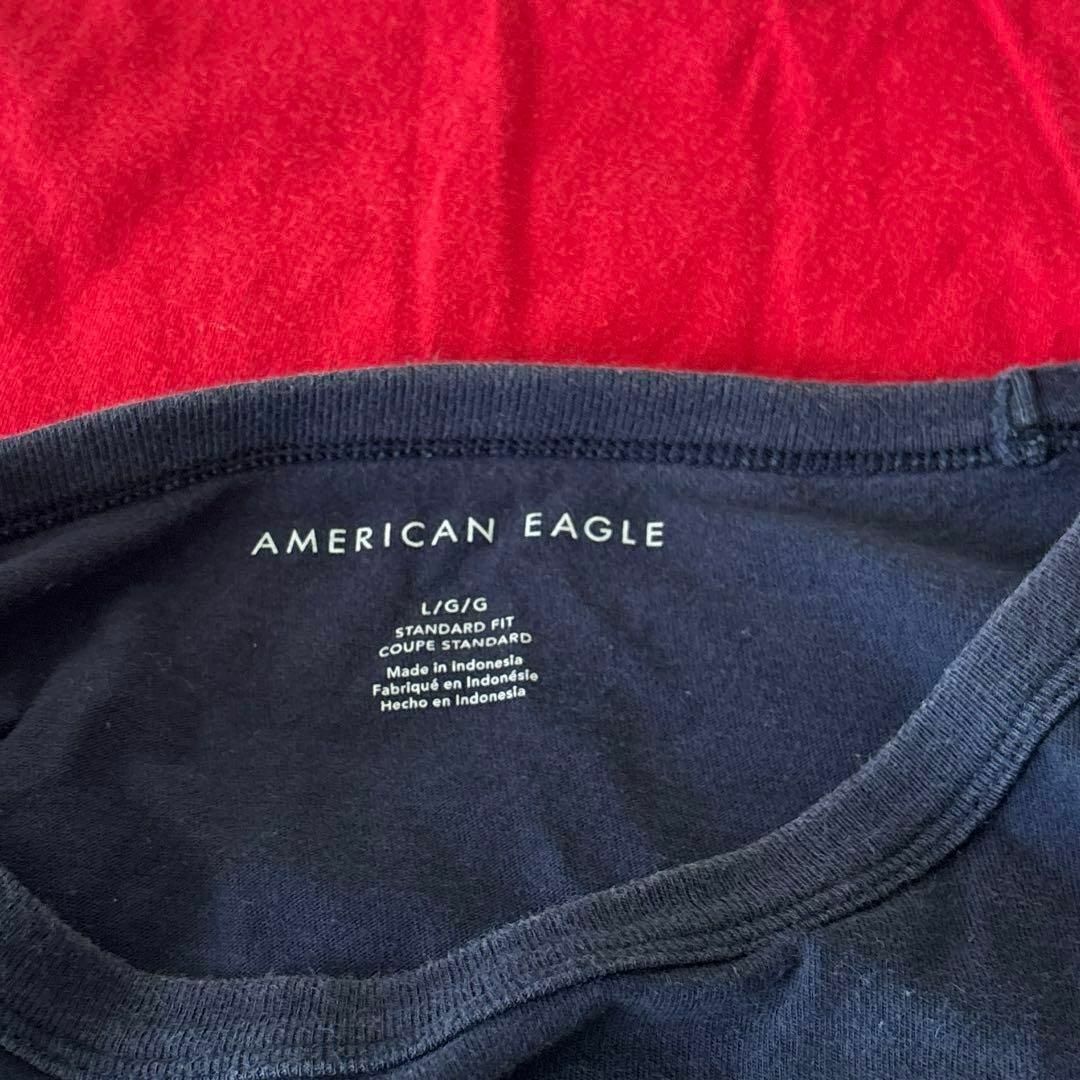 AMERICAN EAGLE
L/G/G
STANDARD FIT
COUPE STANDARD
Made in Indonesia
Fabriqué en Indonésie
Hecho en Indonesia